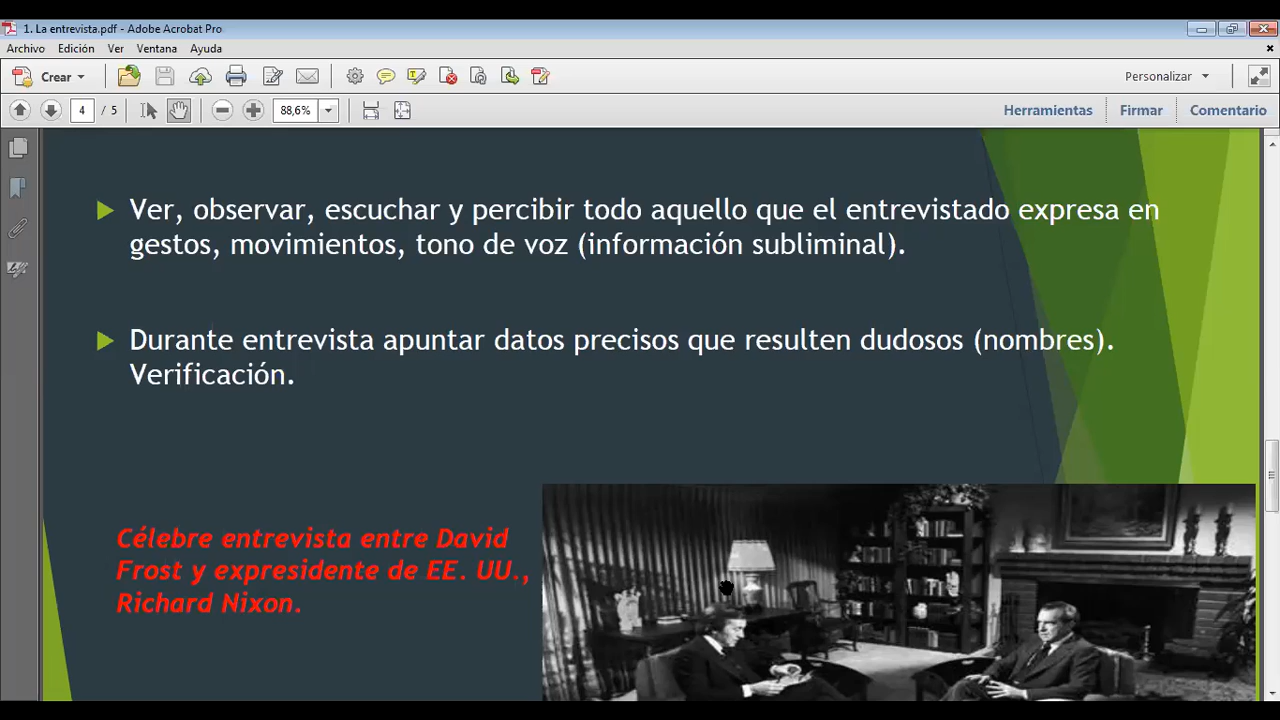 1. La entrevista.pdf - Adobe Acrobat Pro
Archivo Edición Ver Ventana Ayuda
Crear
Personalizar
4 / 5
88,6%
Herramientas Firmar Comentario
Ver, observar, escuchar y percibir todo aquello que el entrevistado expresa en
gestos, movimientos, tono de voz (información subliminal).
Durante entrevista apuntar datos precisos que resulten dudosos (nombres).
Verificación.
Célebre entrevista entre David
Frost y expresidente de EE. UU.,
Richard Nixon.